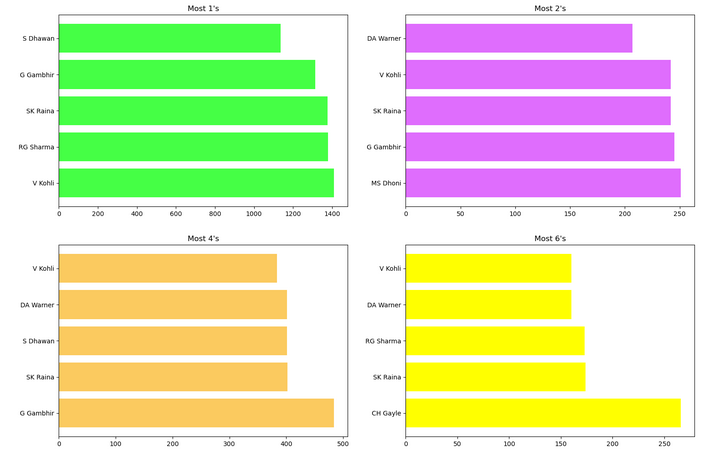 Most 1's
S Dhawan
G Gambhir
SK Raina
RG Sharma
V Kohli
0 200 400 600 800 1000 1200 1400
Most 2's
DA Warner
V Kohli
SK Raina
G Gambhir
MS Dhoni
0 50 100 150 200 250
Most 4's
V Kohli
DA Warner
S Dhawan
SK Raina
G Gambhir
0 100 200 300 400 500
Most 6's
V Kohli
DA Warner
RG Sharma
SK Raina
CH Gayle
0 50 100 150 200 250